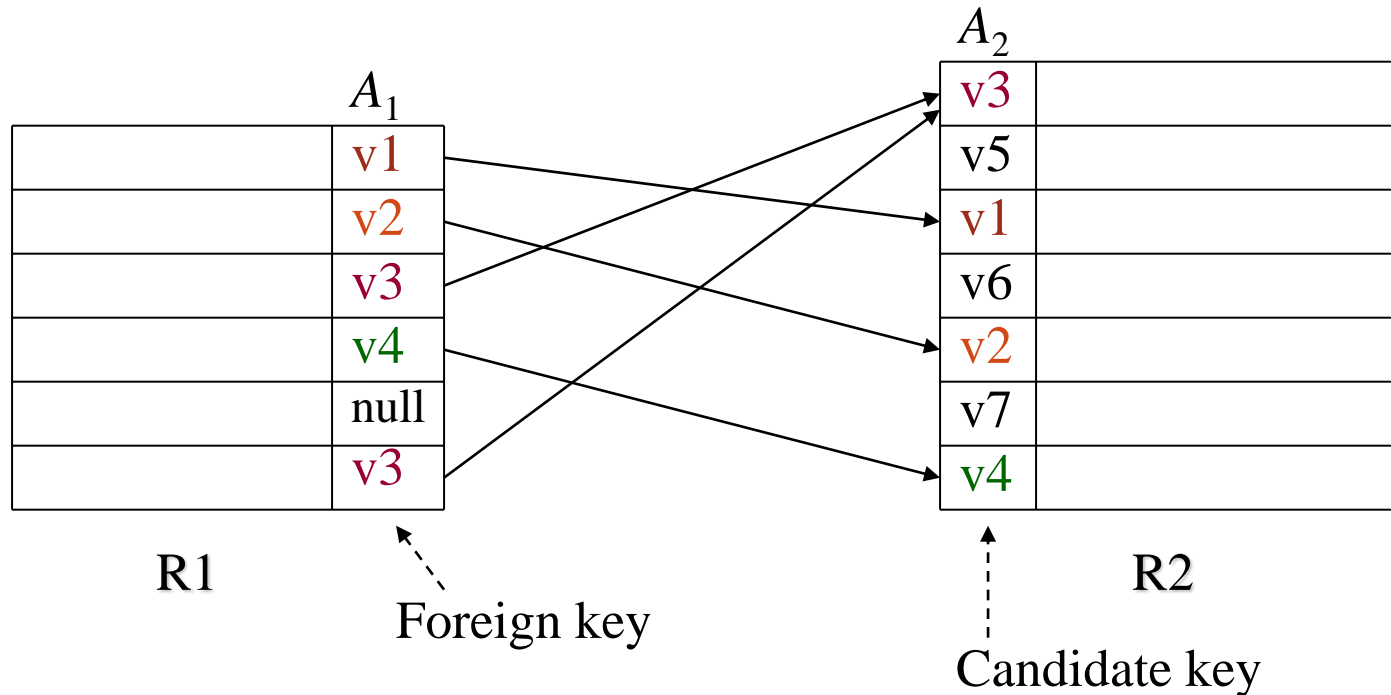 A₁
v1
v2
v3
v4
null
v3
R1
Foreign key
A₂
v3
v5
v1
v6
v2
v7
v4
R2
Candidate key